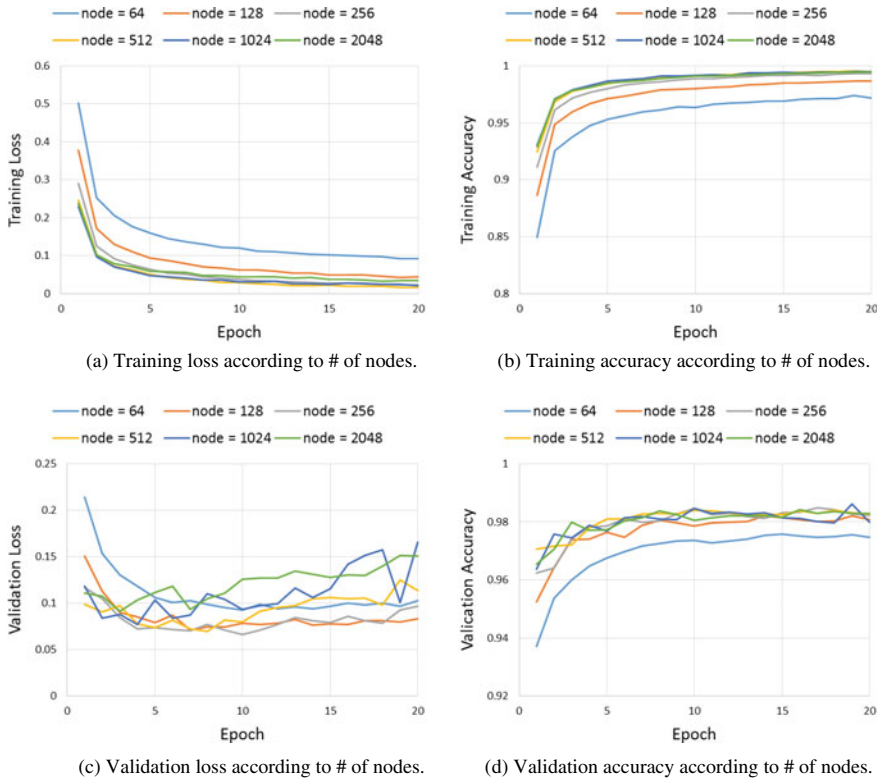 node = 64 node = 128 node = 256
node = 512 node = 1024 node = 2048
0.6
0.5
0.4
0.3
0.2
0.1
0
Training Loss
0 5 10 15 20
Epoch
(a) Training loss according to # of nodes.
node = 64 node = 128 node = 256
node = 512 node = 1024 node = 2048
1
0.95
0.9
0.85
0.8
Training Accuracy
0 5 10 15 20
Epoch
(b) Training accuracy according to # of nodes.
node = 64 node = 128 node = 256
node = 512 node = 1024 node = 2048
0.25
0.2
0.15
0.1
0.05
0
Validation Loss
0 5 10 15 20
Epoch
(c) Validation loss according to # of nodes.
node = 64 node = 128 node = 256
node = 512 node = 1024 node = 2048
1
0.98
0.96
0.94
0.92
Valication Accuracy
0 5 10 15 20
Epoch
(d) Validation accuracy according to # of nodes.